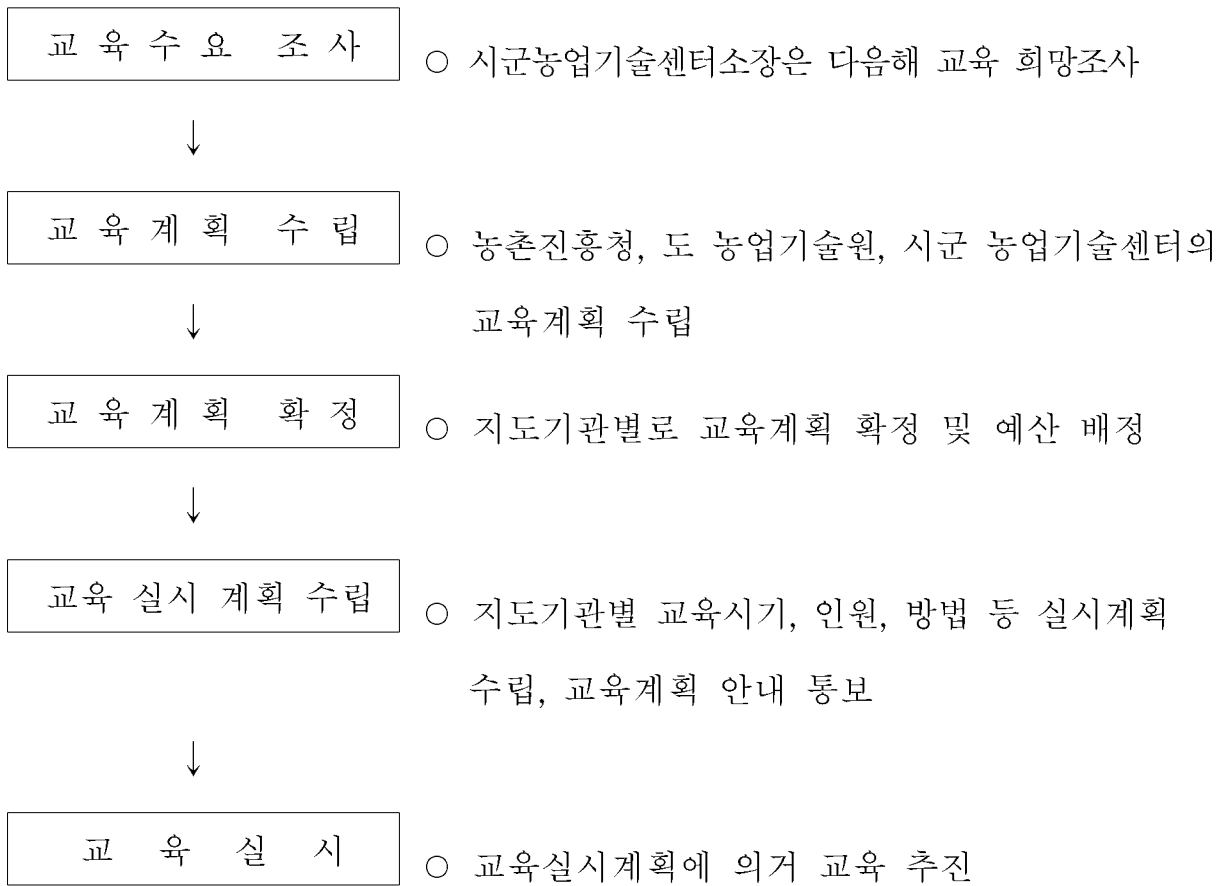 교 육 수 요 조 사
○ 시군농업기술센터소장은 다음해 교육 희망조사
↓
교 육 계 획 수 립
○ 농촌진흥청, 도 농업기술원, 시군 농업기술센터의
교육계획 수립
↓
교 육 계 획 확 정
○ 지도기관별로 교육계획 확정 및 예산 배정
↓
교육 실시 계획 수립
○ 지도기관별 교육시기, 인원, 방법 등 실시계획
수립, 교육계획 안내 통보
↓
교 육 실 시
○ 교육실시계획에 의거 교육 추진